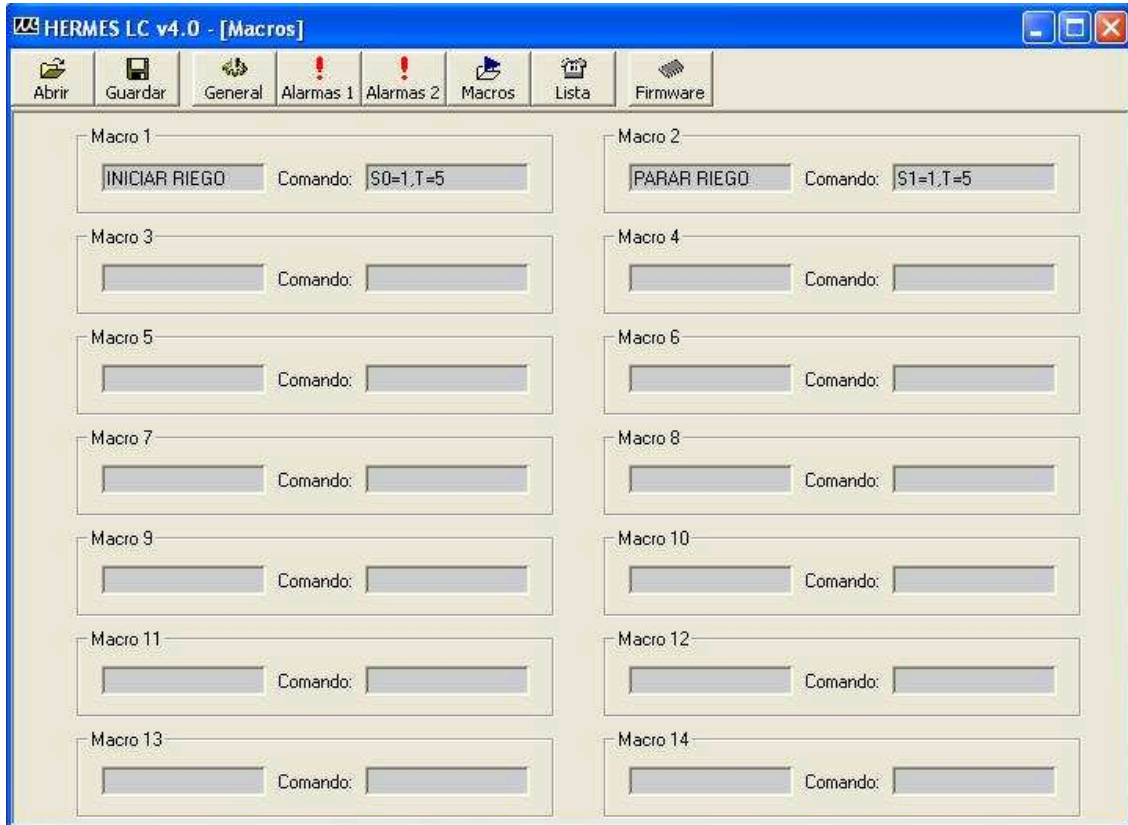 HERMES LC v4.0 - [Macros]
Abrir Guardar General Alarmas 1 Alarmas 2 Macros Lista Firmware
Macro 1 Macro 2
INICIAR RIEGO Comando: S0=1,T=5 PARAR RIEGO Comando: S1=1,T=5
Macro 3 Macro 4
Comando: Comando:
Macro 5 Macro 6
Comando: Comando:
Macro 7 Macro 8
Comando: Comando:
Macro 9 Macro 10
Comando: Comando:
Macro 11 Macro 12
Comando: Comando:
Macro 13 Macro 14
Comando: Comando: